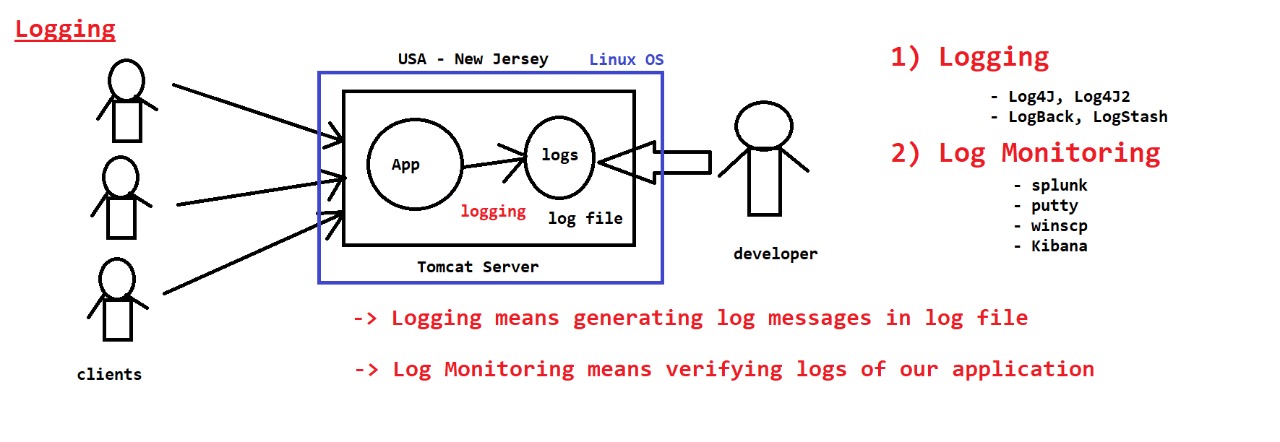 Logging
USA - New Jersey
Linux OS
App
logs
logging
log file
Tomcat Server
clients
developer
1) Logging
- Log4J, Log4J2
- LogBack, LogStash
2) Log Monitoring
- splunk
- putty
- winscp
- Kibana
-> Logging means generating log messages in log file
-> Log Monitoring means verifying logs of our application